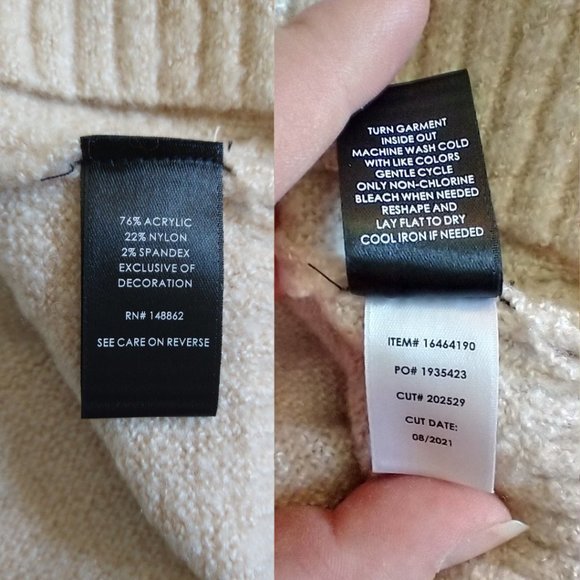 76% ACRYLIC
22% NYLON
2% SPANDEX
EXCLUSIVE OF
DECORATION
RN# 148862
SEE CARE ON REVERSE
TURN GARMENT
INSIDE OUT
MACHINE WASH COLD
WITH LIKE COLORS
GENTLE CYCLE
ONLY NON-CHLORINE
BLEACH WHEN NEEDED
RESHAPE AND
LAY FLAT TO DRY
COOL IRON IF NEEDED
ITEM# 16464190
PO# 1935423
CUT# 202529
CUT DATE:
08/2021